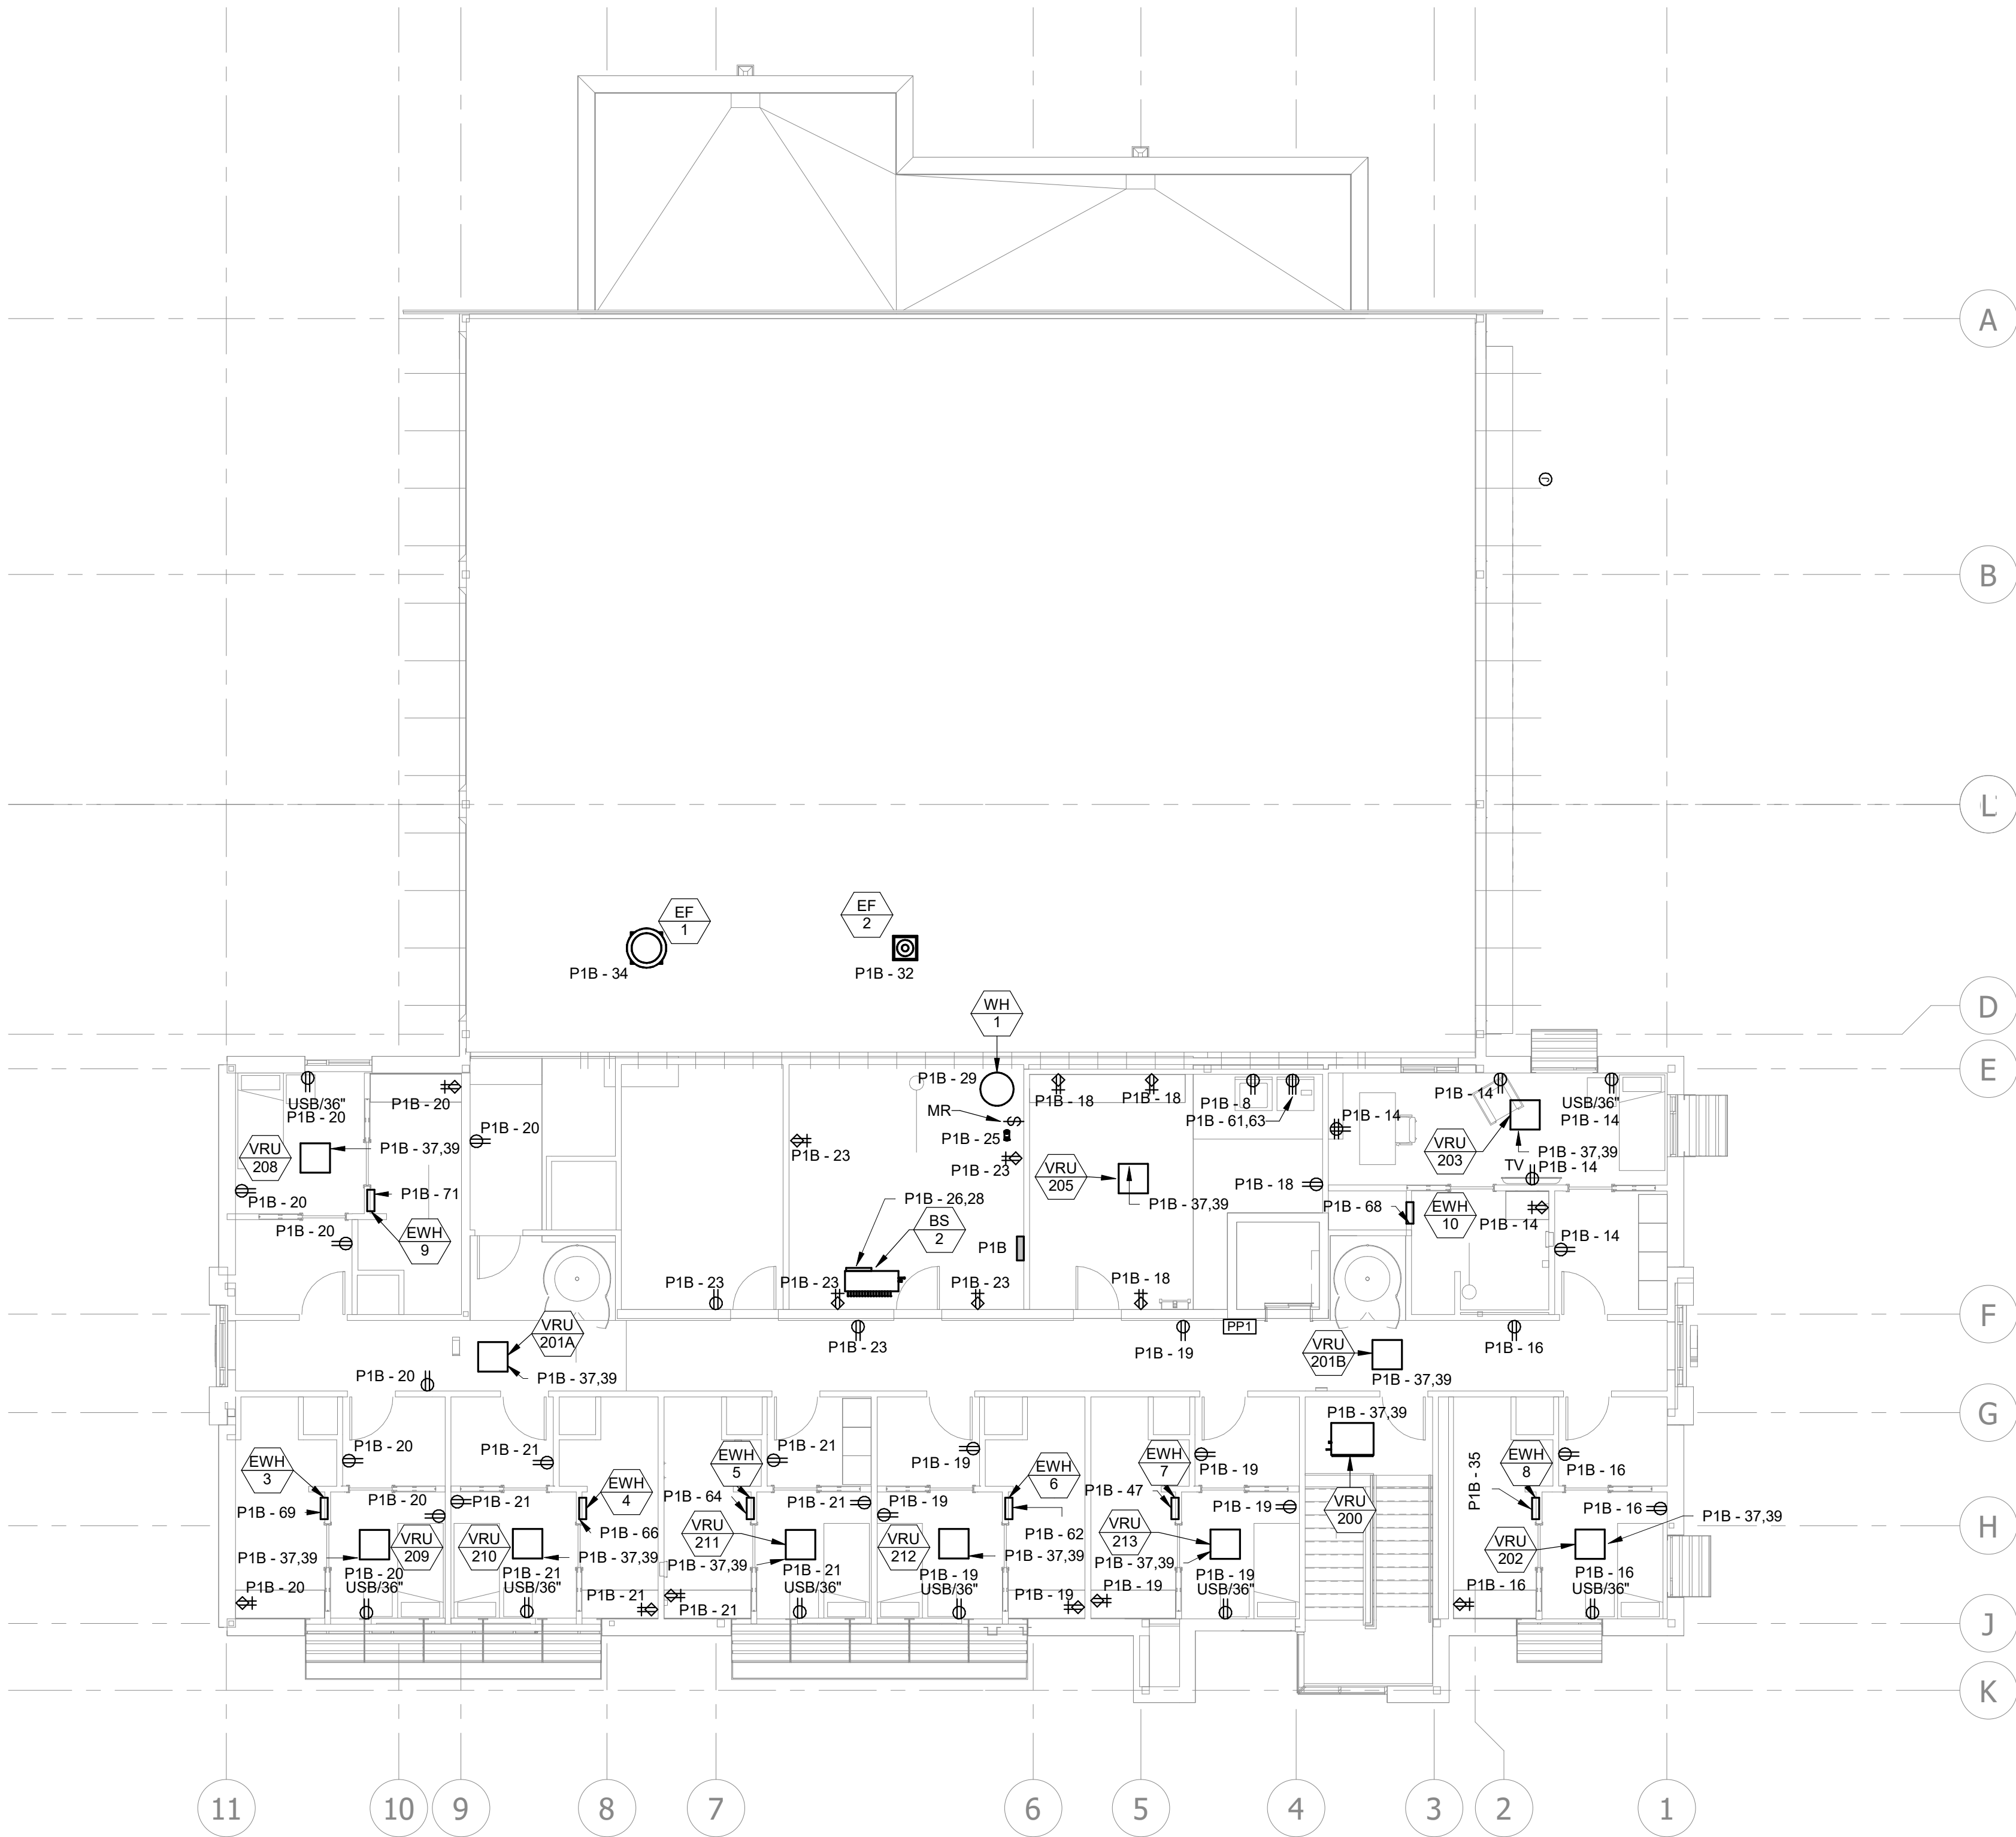 A
J
B
L
EF
1
EF
2
P1B - 34
P1B - 32
D
WH
1
E
P1B - 29
USB/36"
P1B - 20
P1B - 20
P1B - 18
P1B - 18
P1B - 8
P1B - 61,63
P1B - 14
USB/36"
P1B - 14
MR
S
P1B - 25
P1B - 20
P1B - 14
VRU
208
P1B - 37,39
P1B - 23
P1B - 23
VRU
205
VRU
203
P1B - 37,39
TV
P1B - 14
P1B - 20
P1B - 71
P1B - 26,28
P1B - 37,39
P1B - 18
P1B - 68
EWH
10
P1B - 14
P1B - 20
EWH
9
BS
2
P1B
P1B - 14
P1B - 23
P1B - 23
P1B - 23
P1B - 18
F
VRU
201A
PP1
P1B - 23
P1B - 19
VRU
201B
P1B - 16
P1B - 20
P1B - 37,39
P1B - 37,39
G
P1B - 37,39
P1B - 20
P1B - 21
P1B - 21
P1B - 19
P1B - 19
P1B - 16
EWH
3
EWH
4
EWH
5
EWH
6
EWH
7
EWH
8
P1B - 35
P1B - 69
P1B - 20
P1B - 21
P1B - 64
P1B - 21
P1B - 19
P1B - 47
P1B - 19
VRU
200
P1B - 16
P1B - 37,39
H
P1B - 66
P1B - 62
P1B - 37,39
VRU
209
VRU
210
P1B - 37,39
VRU
211
P1B - 37,39
VRU
212
P1B - 37,39
VRU
213
P1B - 37,39
VRU
202
P1B - 20
USB/36"
P1B - 21
USB/36"
P1B - 21
USB/36"
P1B - 19
USB/36"
P1B - 19
USB/36"
P1B - 16
USB/36"
P1B - 20
P1B - 21
P1B - 21
P1B - 19
P1B - 19
P1B - 16
J
K
11
10
9
8
7
6
5
4
3
2
1